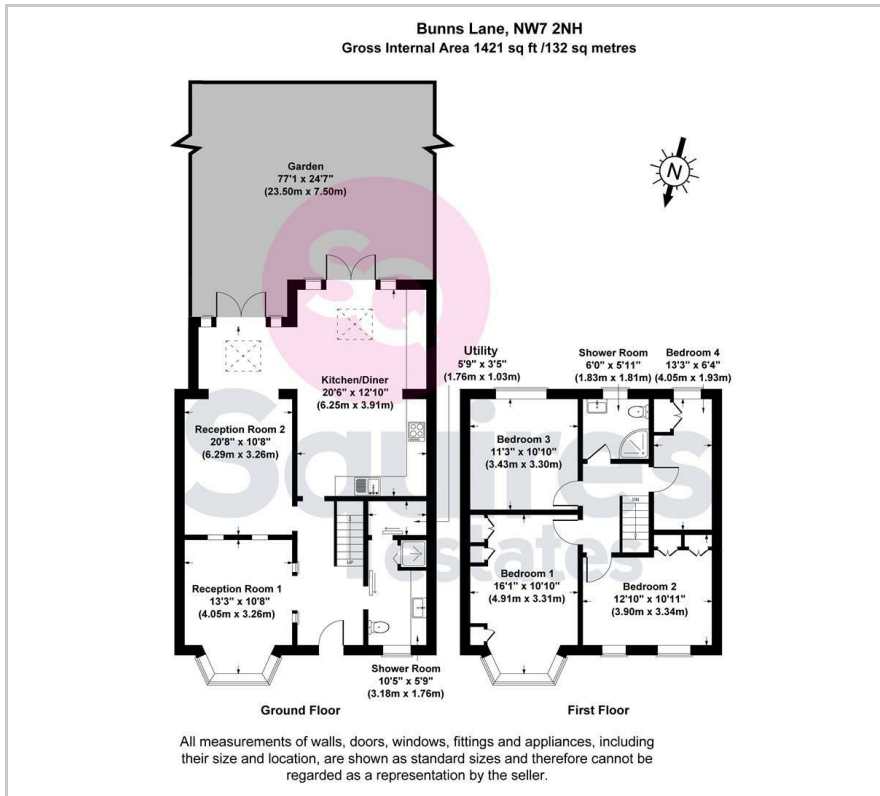 Bunns Lane, NW7 2NH
Gross Internal Area 1421 sq ft /132 sq metres
Garden
77'1 x 24'7"
(23.50m x 7.50m)
N
SQ
Squires
estates
Utility
5'9" x 3'5"
(1.76m x 1.03m)
Shower Room
6'0" x 5'11"
(1.83m x 1.81m)
Bedroom 4
13'3" x 6'4"
(4.05m x 1.93m)
Kitchen/Diner
20'6" x 12'10"
(6.25m x 3.91m)
Reception Room 2
20'8" x 10'8"
(6.29m x 3.26m)
Bedroom 3
11'3" x 10'10"
(3.43m x 3.30m)
DN
UP
Reception Room 1
13'3" x 10'8"
(4.05m x 3.26m)
Bedroom 1
16'1" x 10'10"
(4.91m x 3.31m)
Bedroom 2
12'10" x 10'11"
(3.90m x 3.34m)
Shower Room
10'5" x 5'9"
(3.18m x 1.76m)
Ground Floor
First Floor
All measurements of walls, doors, windows, fittings and appliances, including
their size and location, are shown as standard sizes and therefore cannot be
regarded as a representation by the seller.